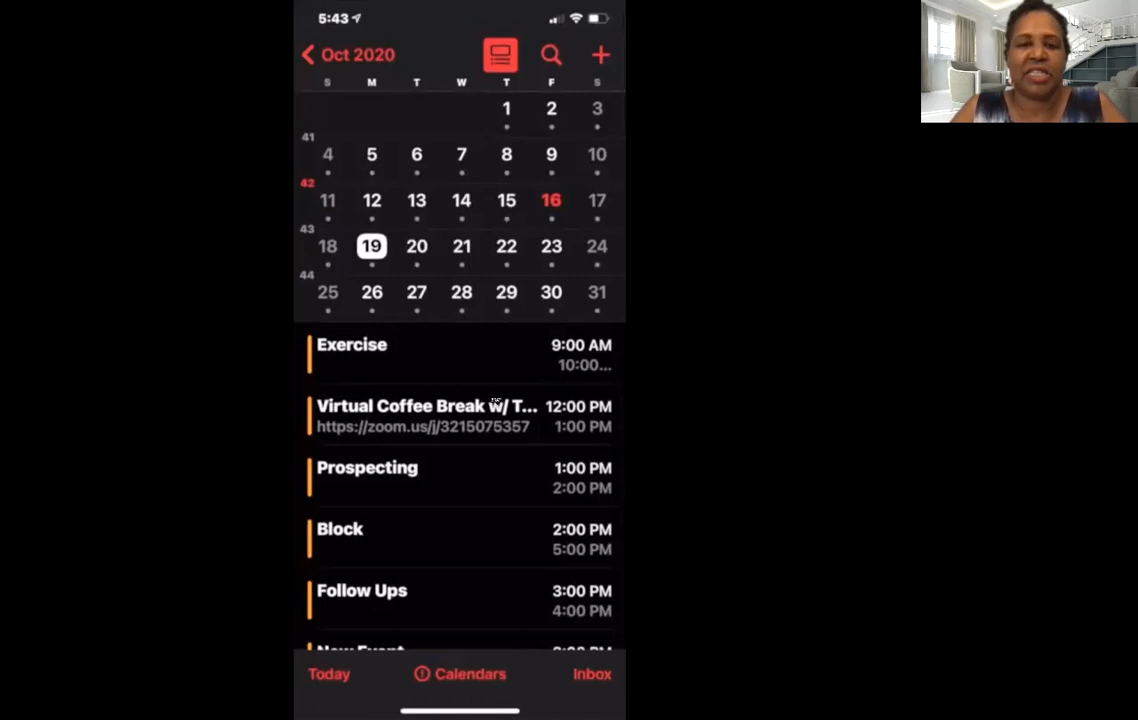 5:43
Oct 2020
S M T W T F S
1 2 3
41
4 5 6 7 8 9 10
42
11 12 13 14 15 16 17
43
18 19 20 21 22 23 24
44
25 26 27 28 29 30 31
Exercise 9:00 AM
10:00...
Virtual Coffee Break w/ T... 12:00 PM
https://zoom.us/j/3215075357 1:00 PM
Prospecting 1:00 PM
2:00 PM
Block 2:00 PM
5:00 PM
Follow Ups 3:00 PM
4:00 PM
New Event
Today Calendars Inbox